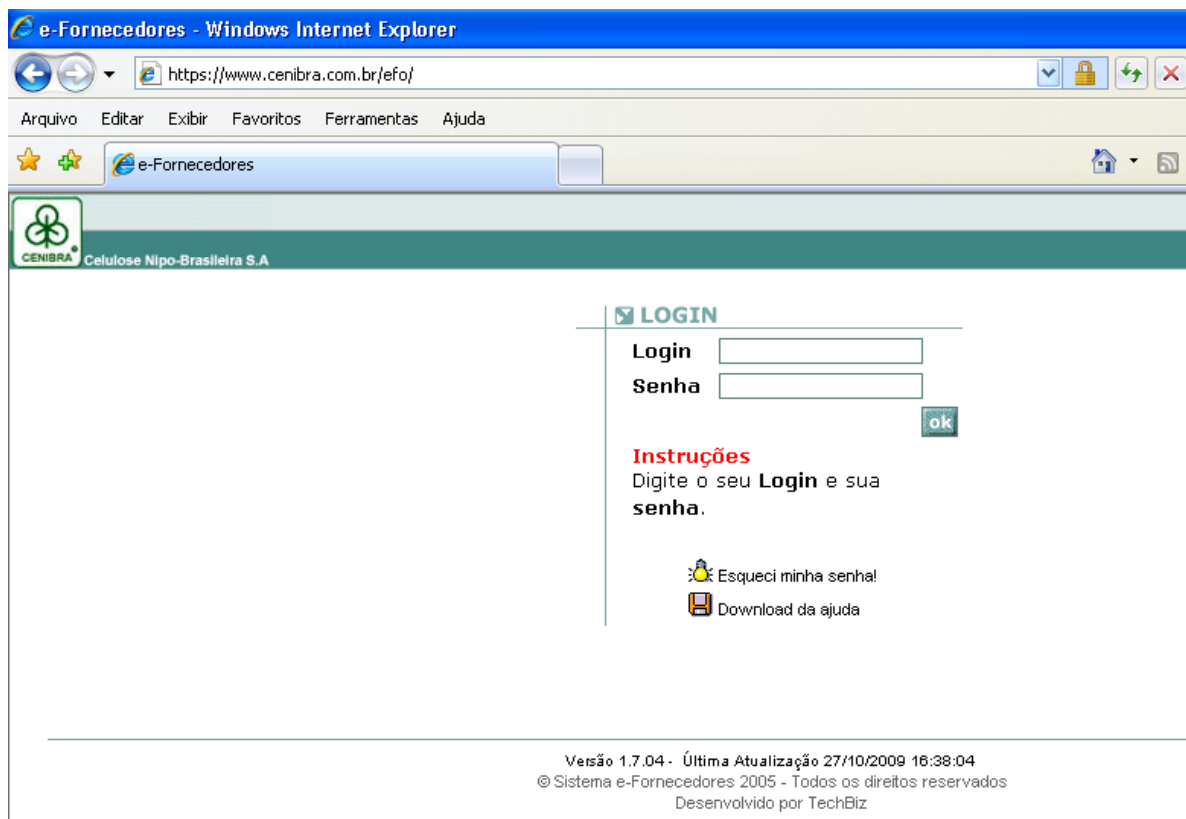 e-Fornecedores - Windows Internet Explorer
https://www.cenibra.com.br/efo/
Arquivo Editar Exibir Favoritos Ferramentas Ajuda
e-Fornecedores
CENIBRA Celulose Nipo-Brasileira S.A
LOGIN
Login
Senha
ok
Instruções
Digite o seu Login e sua
senha.
Esqueci minha senha!
Download da ajuda
Versão 1.7.04 - Última Atualização 27/10/2009 16:38:04
© Sistema e-Fornecedores 2005 - Todos os direitos reservados
Desenvolvido por TechBiz